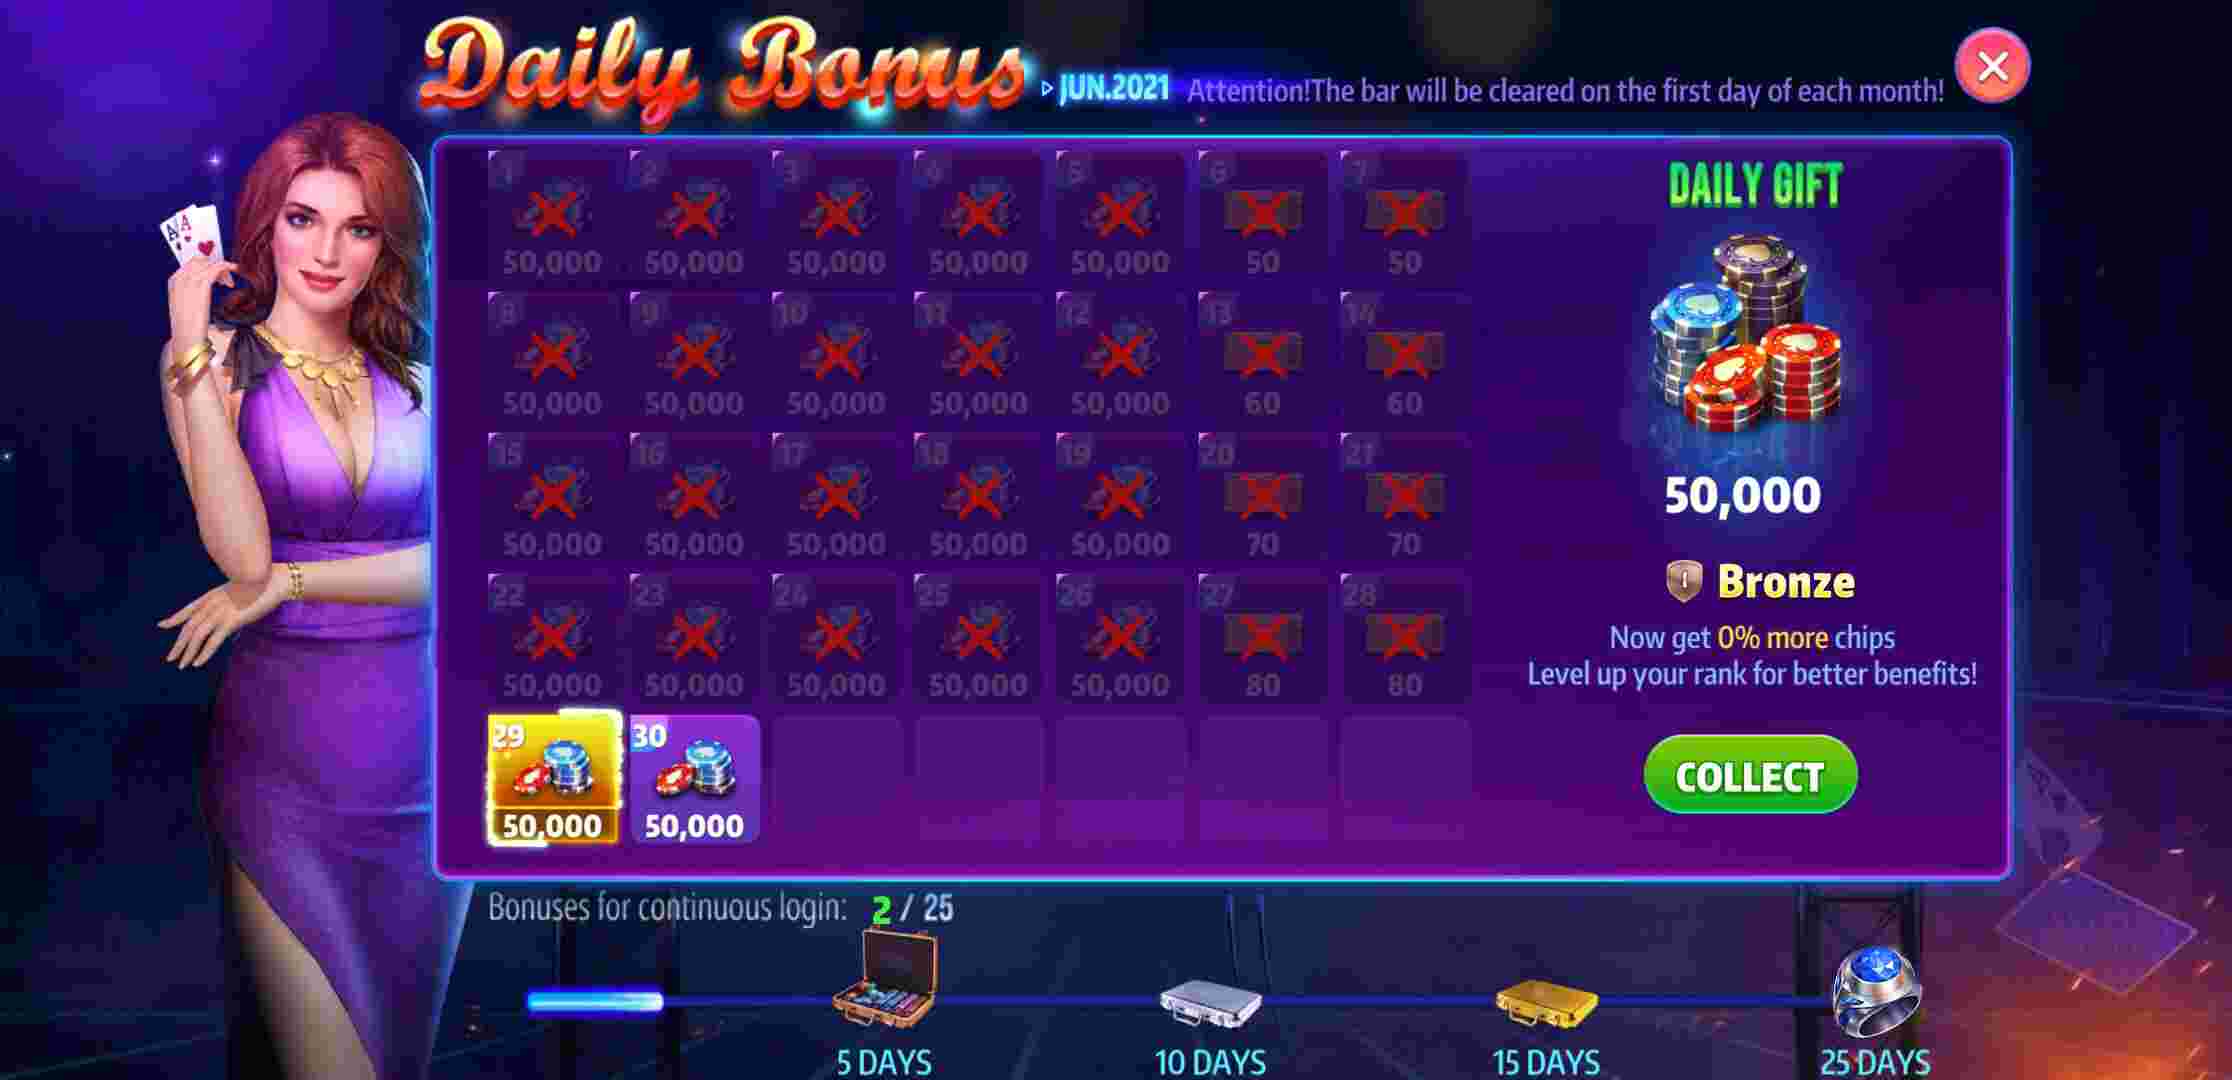 Daily Bonus
JUN.2021
Attention!The bar will be cleared on the first day of each month!
1 2 3 4 5 6 7
50,000 50,000 50,000 50,000 50,000 50 50
8 9 10 11 12 13 14
50,000 50,000 50,000 50,000 50,000 60 60
15 16 17 18 19 20 21
50,000 50,000 50,000 50,000 50,000 70 70
22 23 24 25 26 27 28
50,000 50,000 50,000 50,000 50,000 80 80
29 30
50,000 50,000
DAILY GIFT
50,000
Bronze
Now get 0% more chips
Level up your rank for better benefits!
COLLECT
Bonuses for continuous login: 2 / 25
5 DAYS 10 DAYS 15 DAYS 25 DAYS
A A